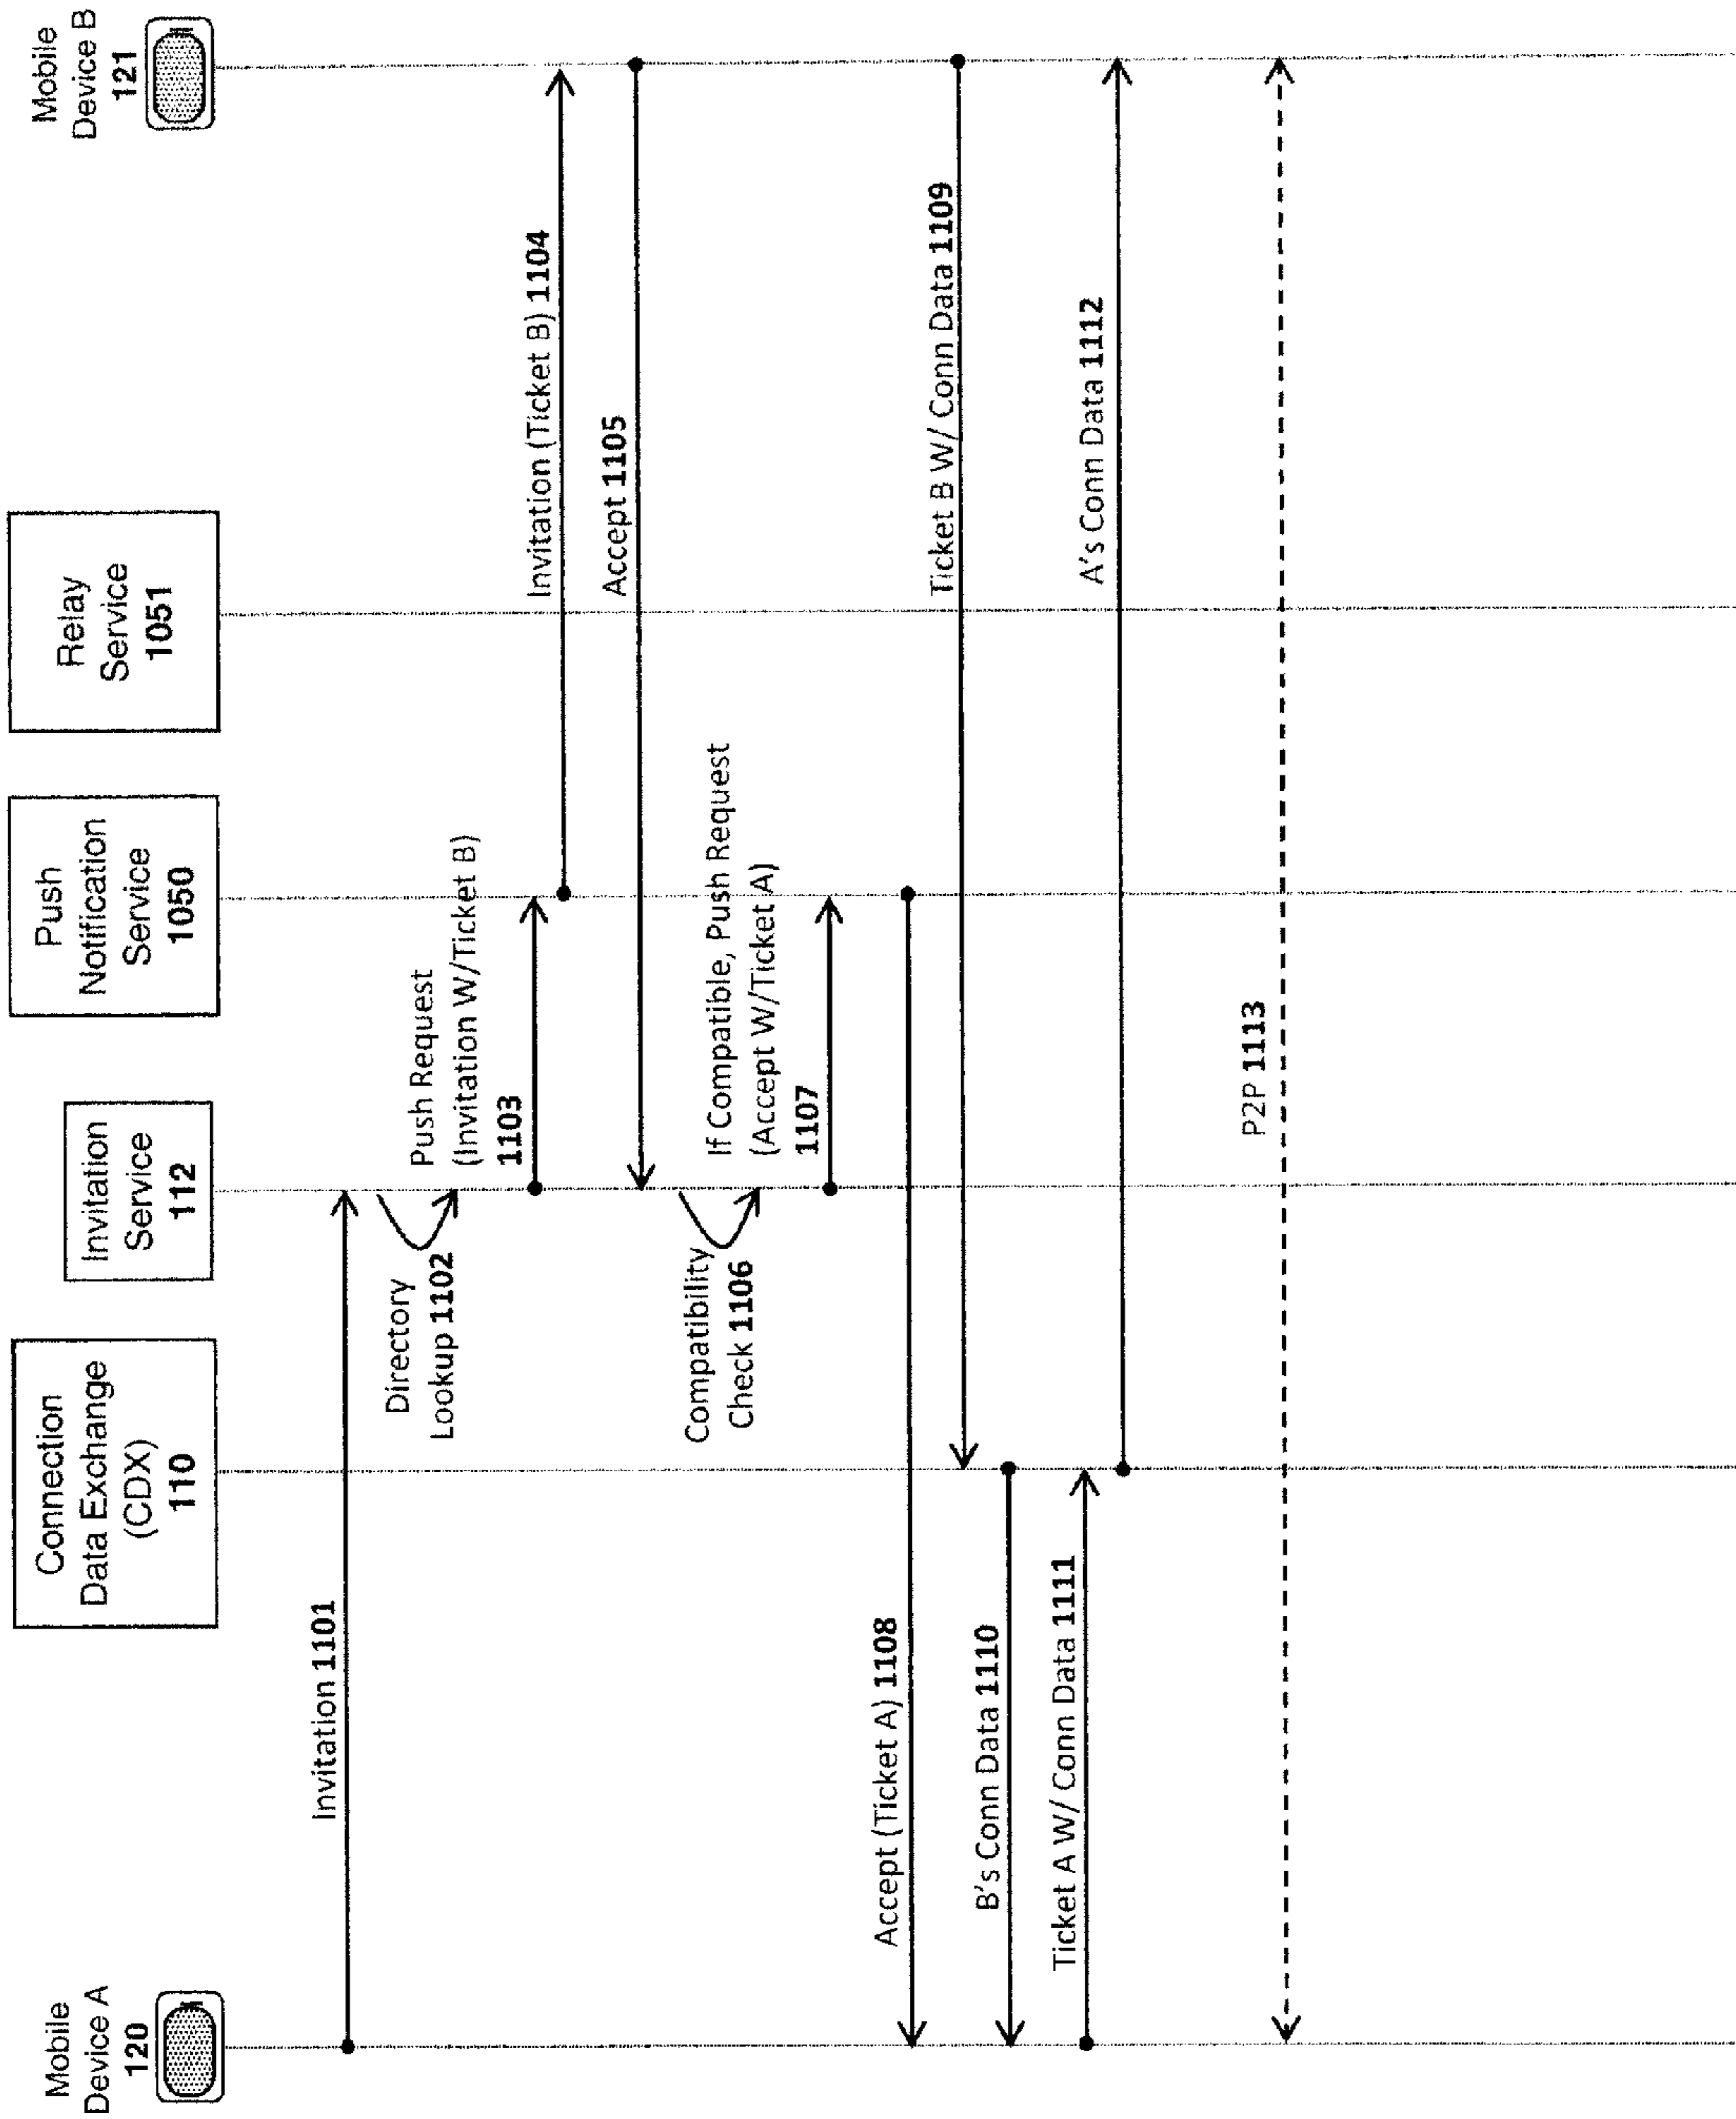 Mobile
Device A
120
Connection
Data Exchange
(CDX)
110
Invitation
Service
112
Push
Notification
Service
1050
Relay
Service
1051
Mobile
Device B
121
Invitation 1101
Directory
Lookup 1102
Push Request
(Invitation W/Ticket B)
1103
Invitation (Ticket B) 1104
Accept 1105
Compatibility
Check 1106
If Compatible, Push Request
(Accept W/Ticket A)
1107
Accept (Ticket A) 1108
Ticket B W/ Conn Data 1109
B's Conn Data 1110
Ticket A W/ Conn Data 1111
A's Conn Data 1112
P2P 1113